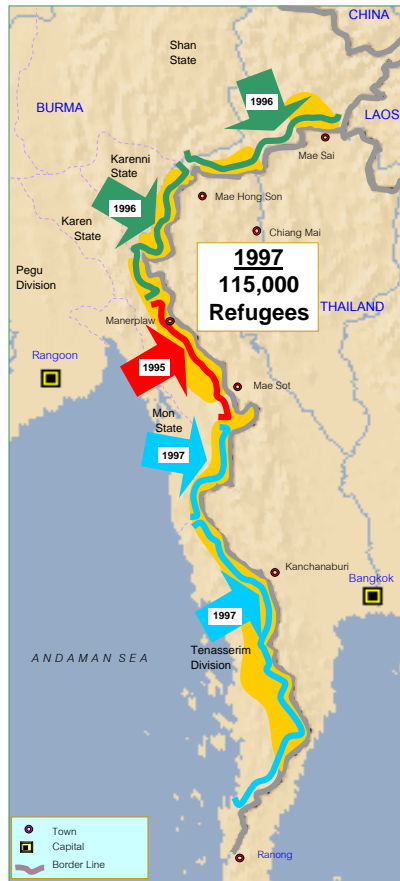 CHINA
Shan
State
1996
BURMA
LAOS
Mae Sai
Karenni
State
Mae Hong Son
1996
Karen
State
Chiang Mai
1997
115,000
Refugees
Pegu
Division
THAILAND
Manerplaw
Rangoon
1995
Mae Sot
Mon
State
1997
Kanchanaburi
Bangkok
1997
Tenasserim
Division
ANDAMAN SEA
Town
Capital
Border Line
Ranong